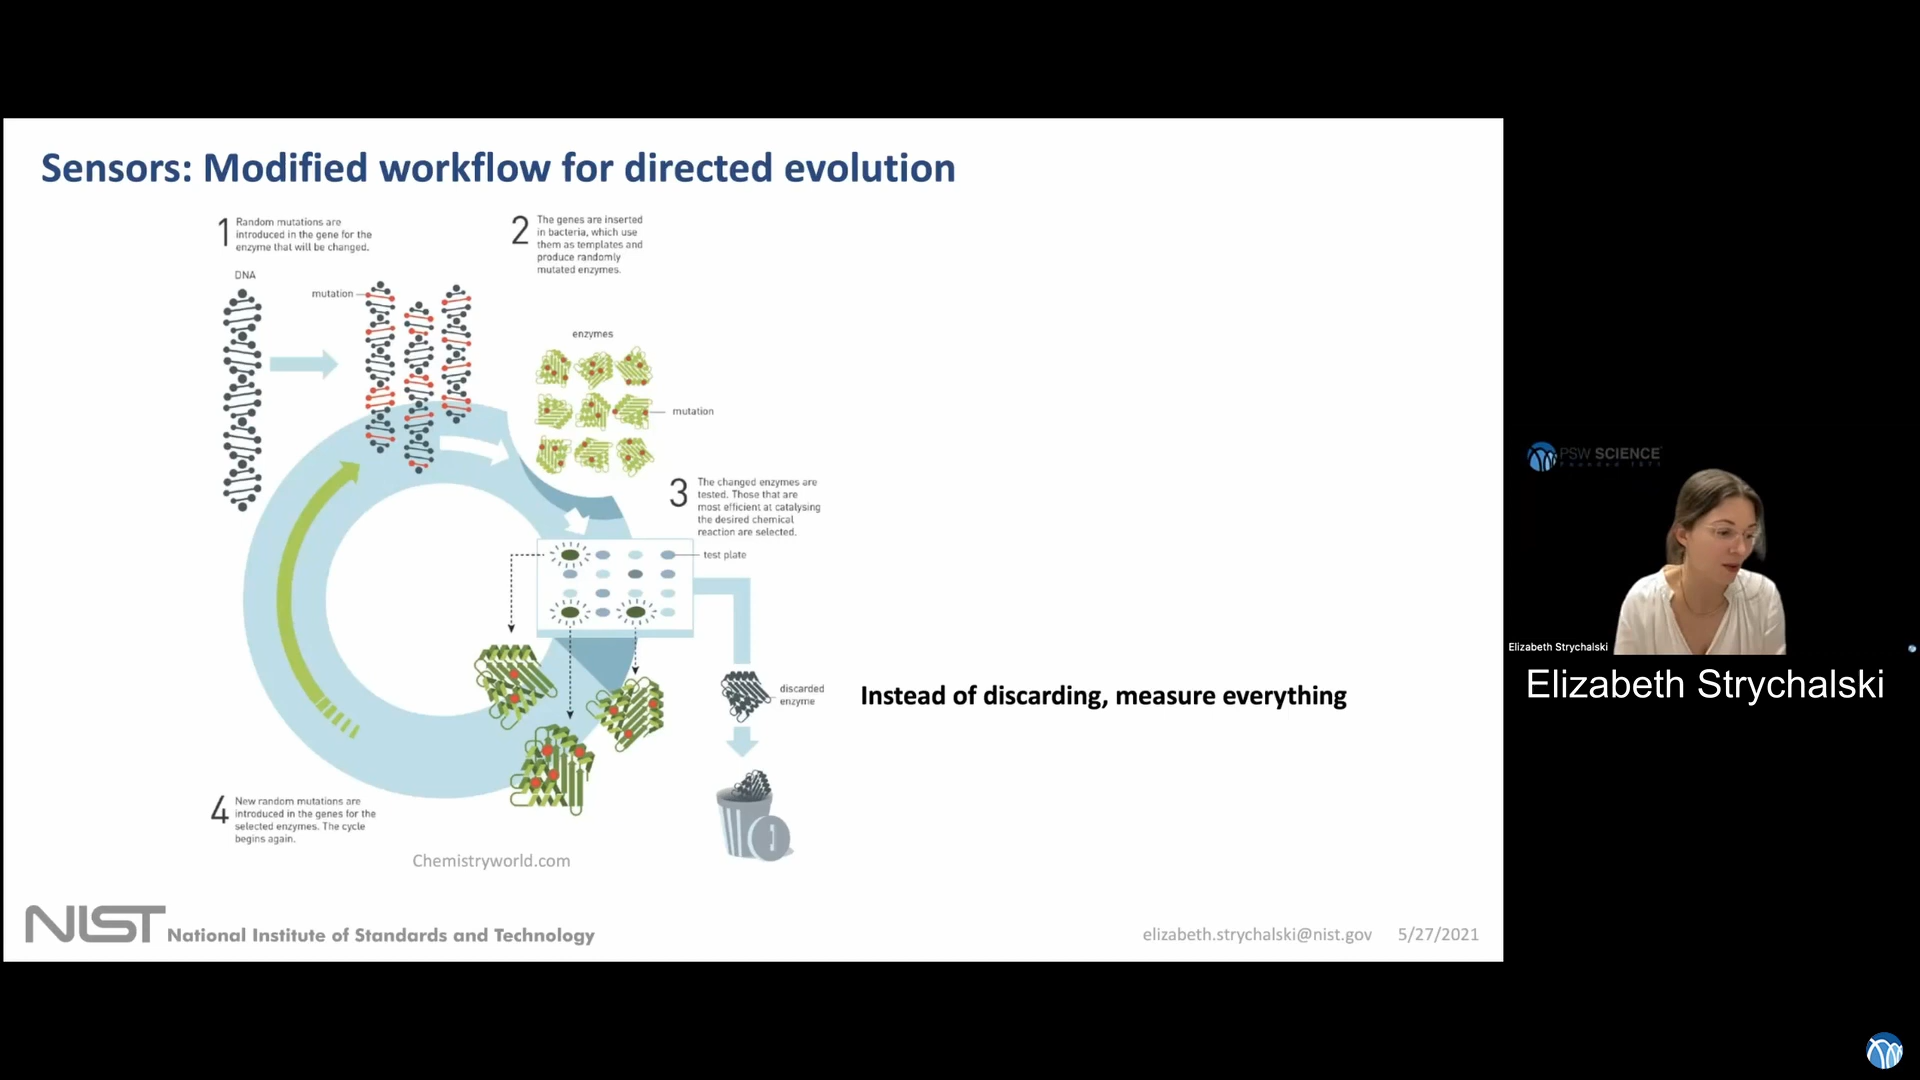 Sensors: Modified workflow for directed evolution
1
Random mutations are
introduced in the gene for the
enzyme that will be changed.
DNA
mutation
2
The genes are inserted
in bacteria, which use
them as templates and
produce randomly
mutated enzymes.
enzymes
mutation
3
The changed enzymes are
tested. Those that are
most efficient at catalysing
the desired chemical
reaction are selected.
test plate
discarded
enzyme
Instead of discarding, measure everything
4
New random mutations are
introduced in the genes for the
selected enzymes. The cycle
begins again.
Chemistryworld.com
NIST National Institute of Standards and Technology
elizabeth.strychalski@nist.gov 5/27/2021
PSW SCIENCE
Elizabeth Strychalski
Elizabeth Strychalski